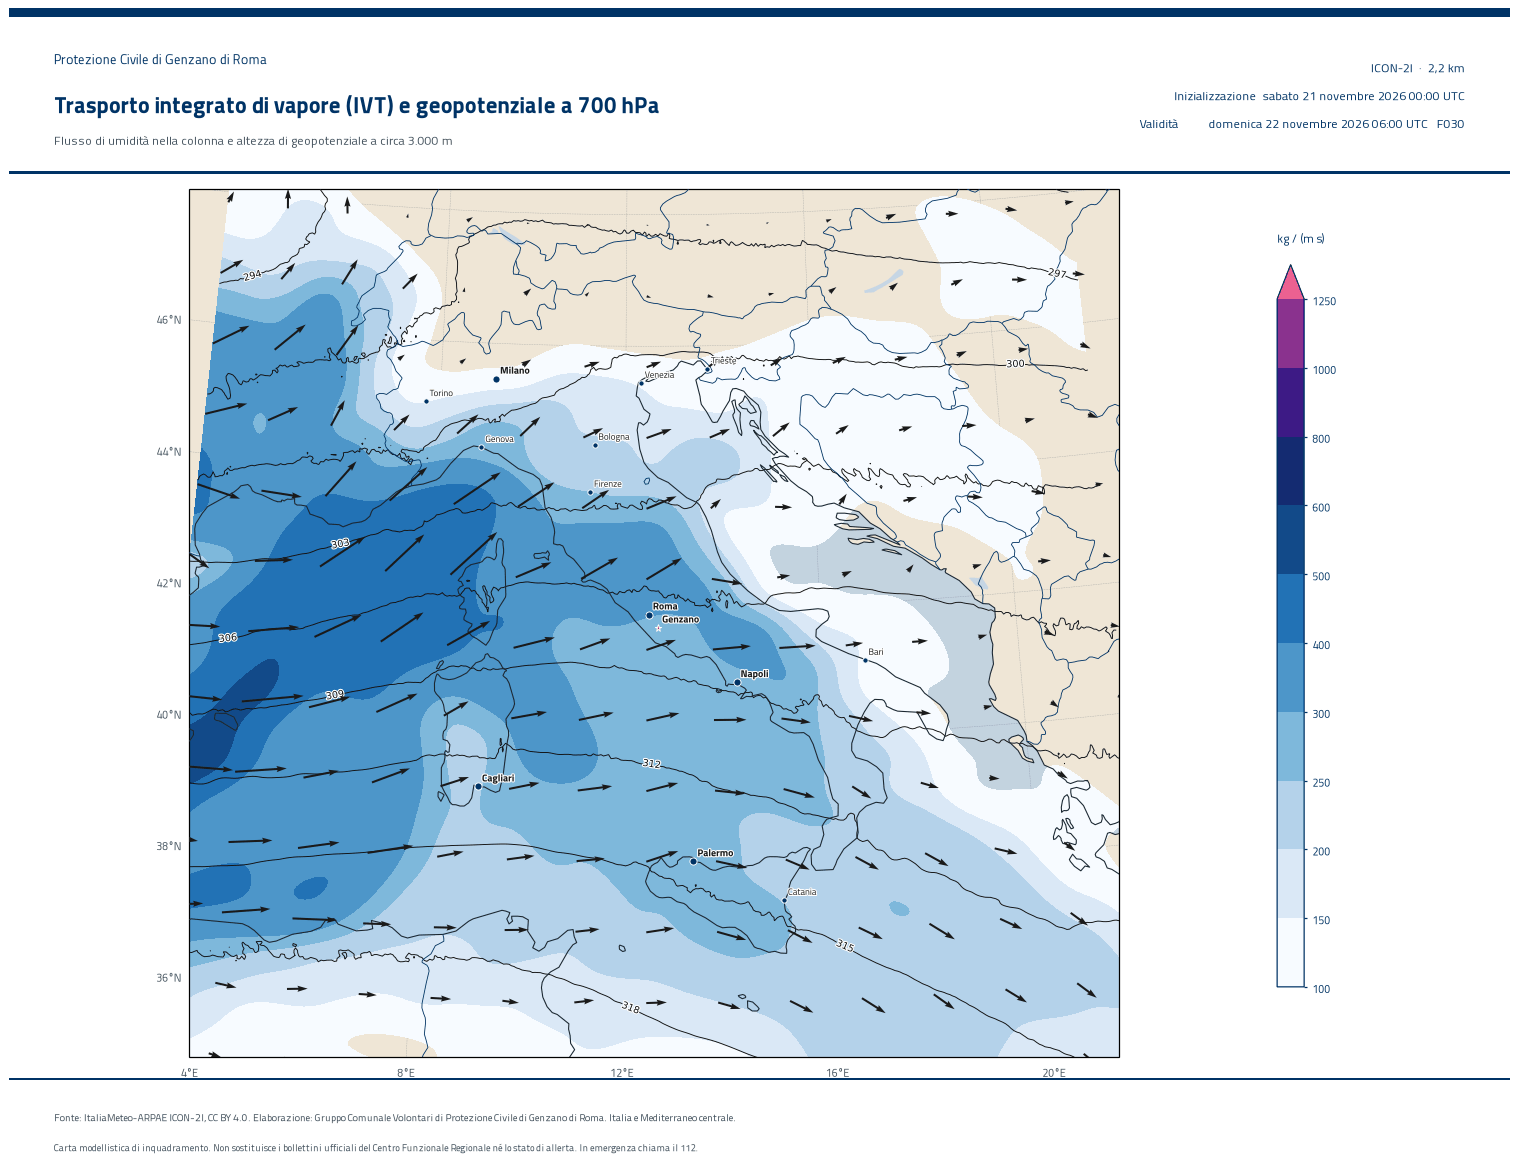 Protezione Civile di Genzano di Roma
Trasporto integrato di vapore (IVT) e geopotenziale a 700 hPa
Flusso di umidità nella colonna e altezza di geopotenziale a circa 3.000 m
ICON-2I · 2,2 km
Inizializzazione sabato 21 novembre 2026 00:00 UTC
Validità domenica 22 novembre 2026 06:00 UTC F030
kg / (m s)
1250
1000
800
600
500
400
300
250
200
150
100
46°N
44°N
42°N
40°N
38°N
36°N
4°E
8°E
12°E
16°E
20°E
294
297
300
303
306
309
312
315
318
Milano
Torino
Venezia
Trieste
Genova
Bologna
Firenze
Roma
Genzano
Napoli
Bari
Cagliari
Palermo
Catania
Fonte: ItaliaMeteo-ARPAE ICON-2I, CC BY 4.0. Elaborazione: Gruppo Comunale Volontari di Protezione Civile di Genzano di Roma. Italia e Mediterraneo centrale.
Carta modellistica di inquadramento. Non sostituisce i bollettini ufficiali del Centro Funzionale Regionale né lo stato di allerta. In emergenza chiama il 112.